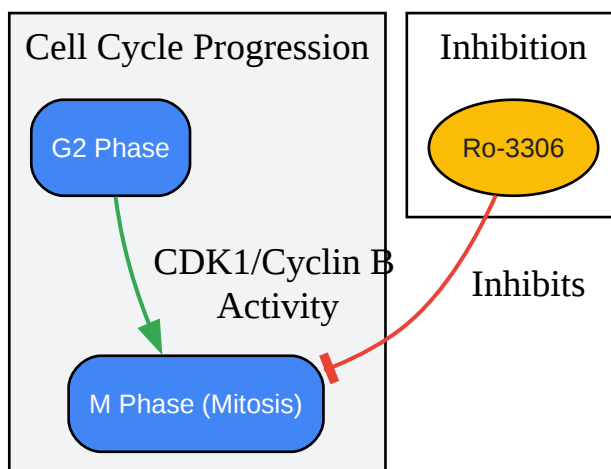 Cell Cycle Progression
Inhibition
G2 Phase
Ro-3306
CDK1/Cyclin B
Activity
Inhibits
M Phase (Mitosis)